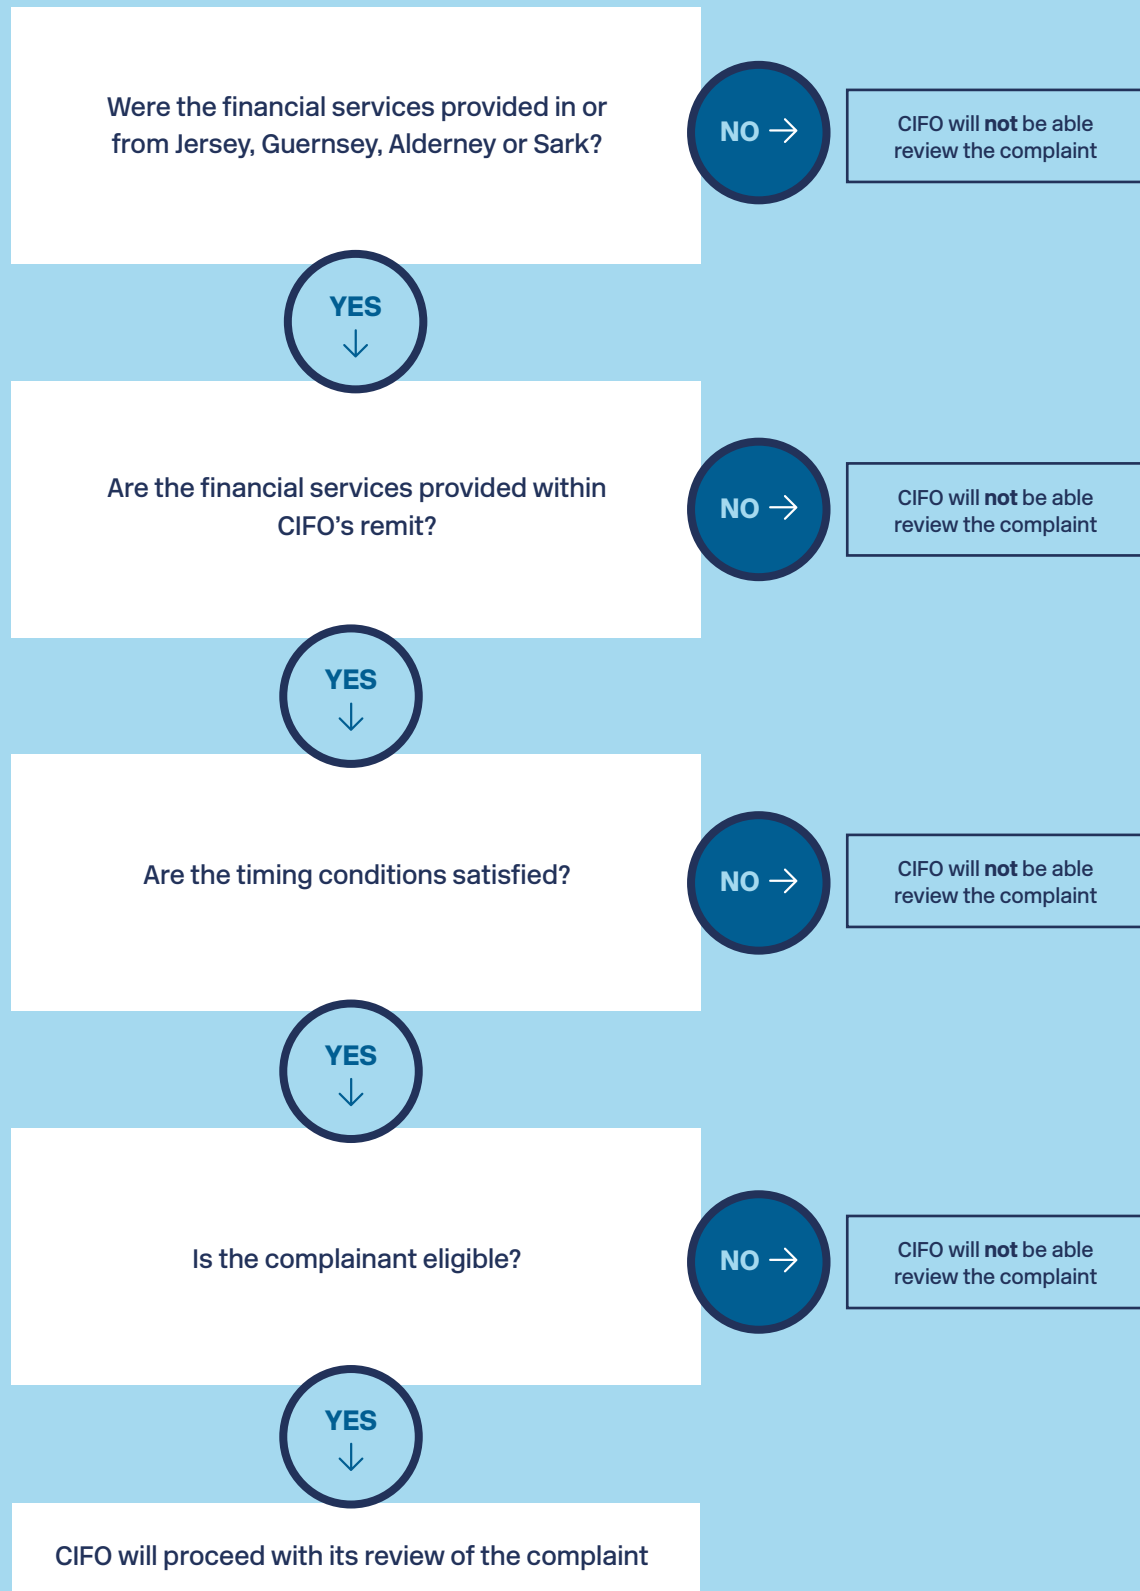 Were the financial services provided in or
from Jersey, Guernsey, Alderney or Sark?
NO →
CIFO will not be able
review the complaint
YES
↓
Are the financial services provided within
CIFO's remit?
NO →
CIFO will not be able
review the complaint
YES
↓
Are the timing conditions satisfied?
NO →
CIFO will not be able
review the complaint
YES
↓
Is the complainant eligible?
NO →
CIFO will not be able
review the complaint
YES
↓
CIFO will proceed with its review of the complaint